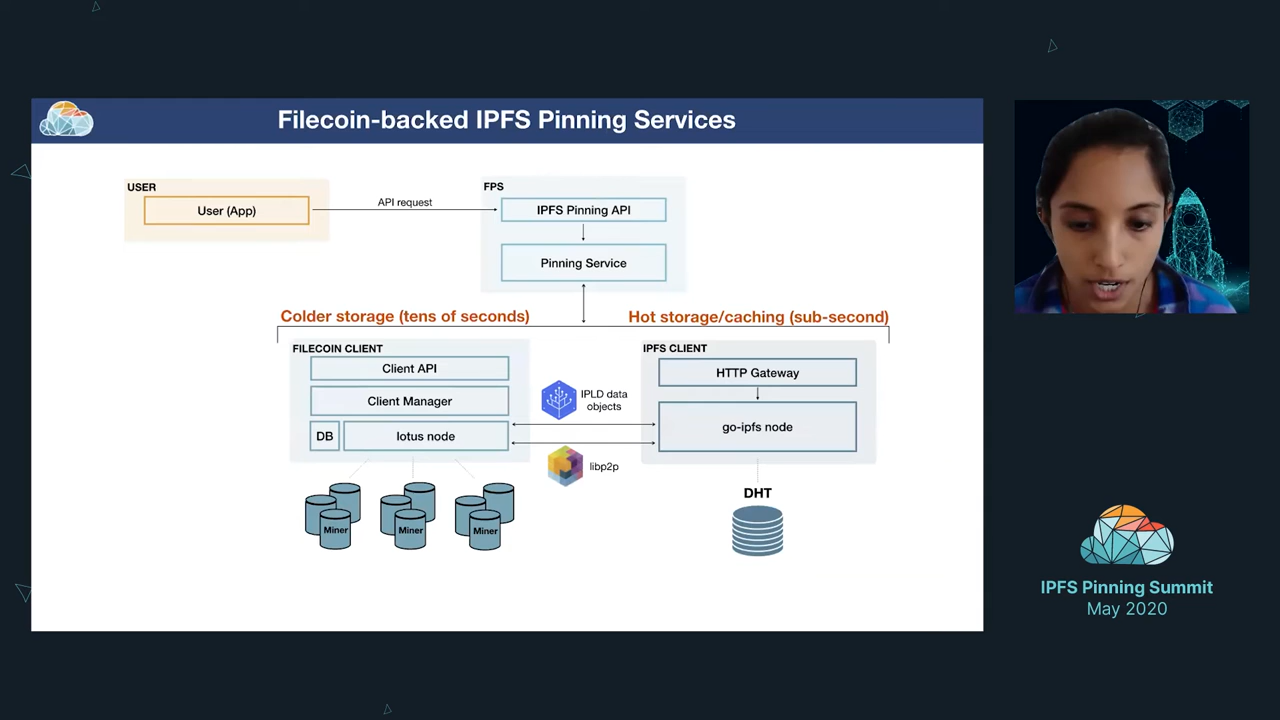 Filecoin-backed IPFS Pinning Services
USER
User (App)
API request
FPS
IPFS Pinning API
Pinning Service
Colder storage (tens of seconds)
Hot storage/caching (sub-second)
FILECOIN CLIENT
Client API
Client Manager
DB
lotus node
IPLD data
objects
libp2p
IPFS CLIENT
HTTP Gateway
go-ipfs node
Miner
Miner
Miner
DHT
IPFS Pinning Summit
May 2020